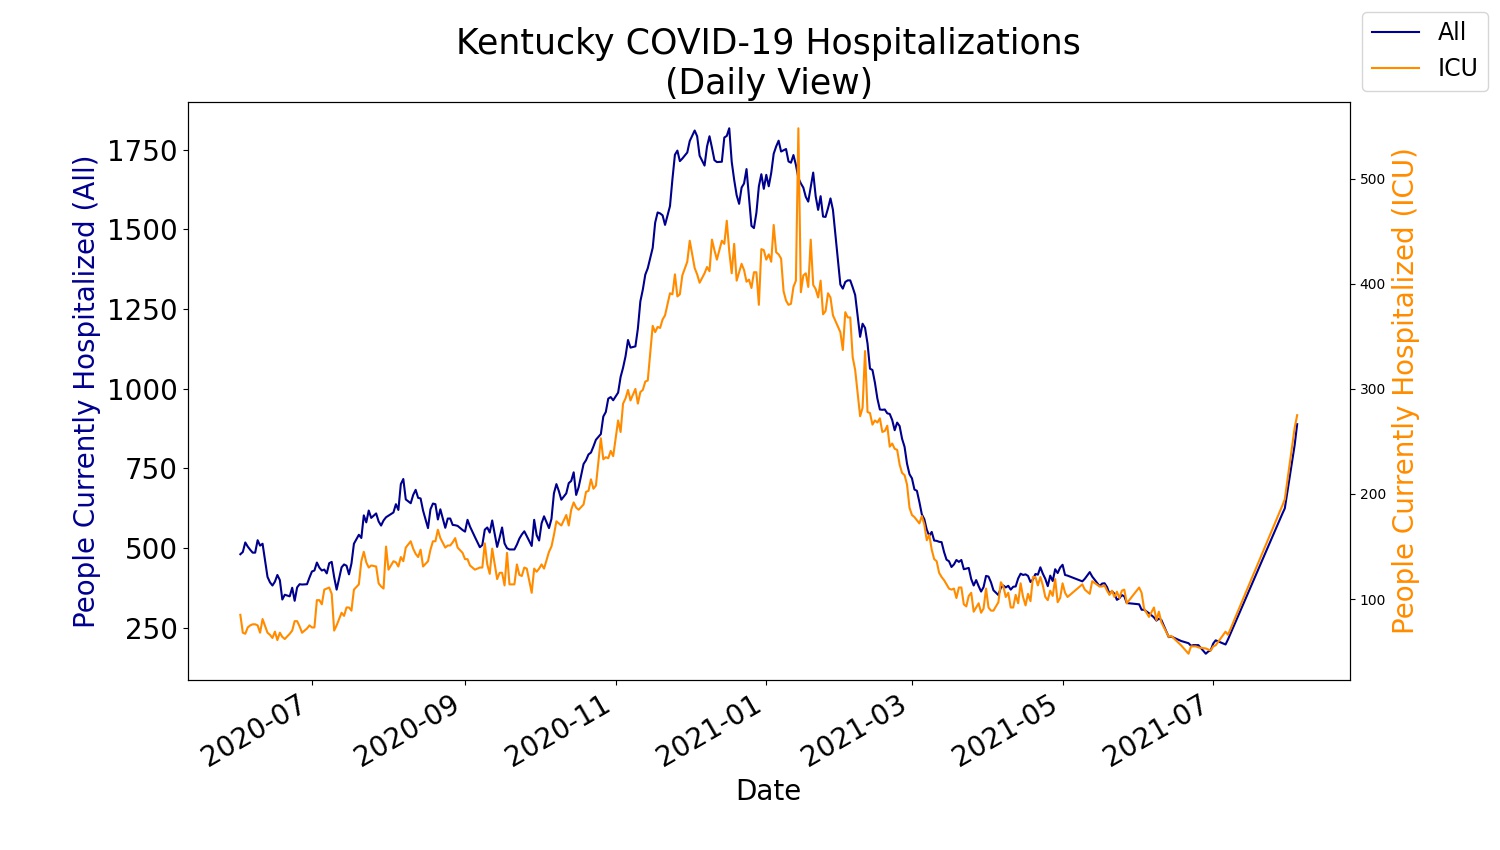 Kentucky COVID-19 Hospitalizations
(Daily View)
All
ICU
People Currently Hospitalized (All)
1750
1500
1250
1000
750
500
250
500
400
300
200
100
People Currently Hospitalized (ICU)
2020-07
2020-09
2020-11
2021-01
2021-03
2021-05
2021-07
Date